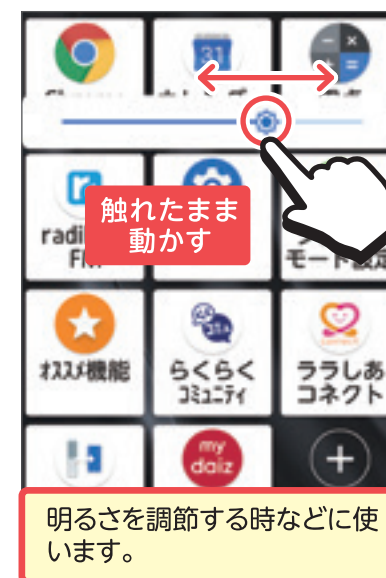 31
触れたまま
動かす
モード設定
オススメ機能
らくらく
コミュニティ
ララしあ
コネクト
my
daiz
明るさを調節する時などに使
います。